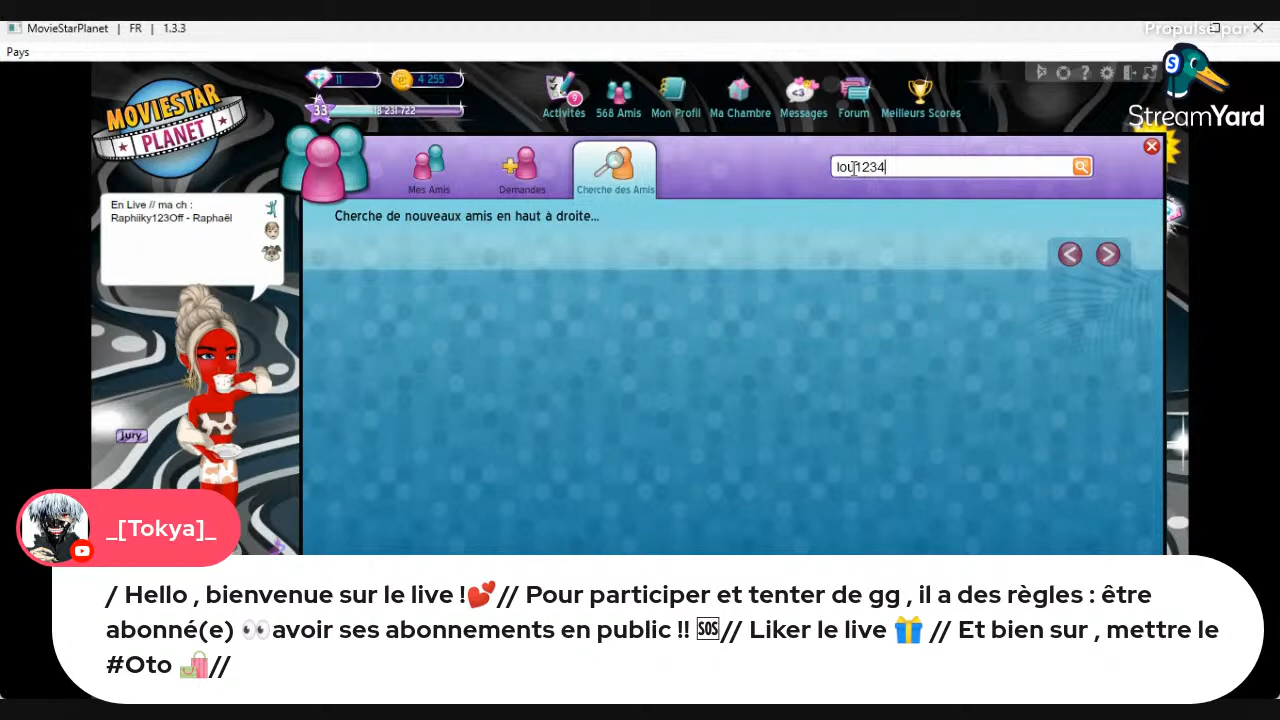 MovieStarPlanet | FR | 1.3.3
Propulsé par
Pays
StreamYard
MOVIESTAR
PLANET
11
4 255
33
18.231.722
9
<3
Activités
568 Amis
Mon Profil
Ma Chambre
Messages
Forum
Meilleurs Scores
Mes Amis
Demandes
Cherche des Amis
lou1234
Cherche de nouveaux amis en haut à droite...
En Live // ma ch :
Raphiiky123Off - Raphaël
Jury
_[Tokya]_
/ Hello , bienvenue sur le live !💕// Pour participer et tenter de gg , il a des règles : être
abonné(e) 👀avoir ses abonnements en public !! 🆘// Liker le live 🎁 // Et bien sur , mettre le
#Oto 🛍️//